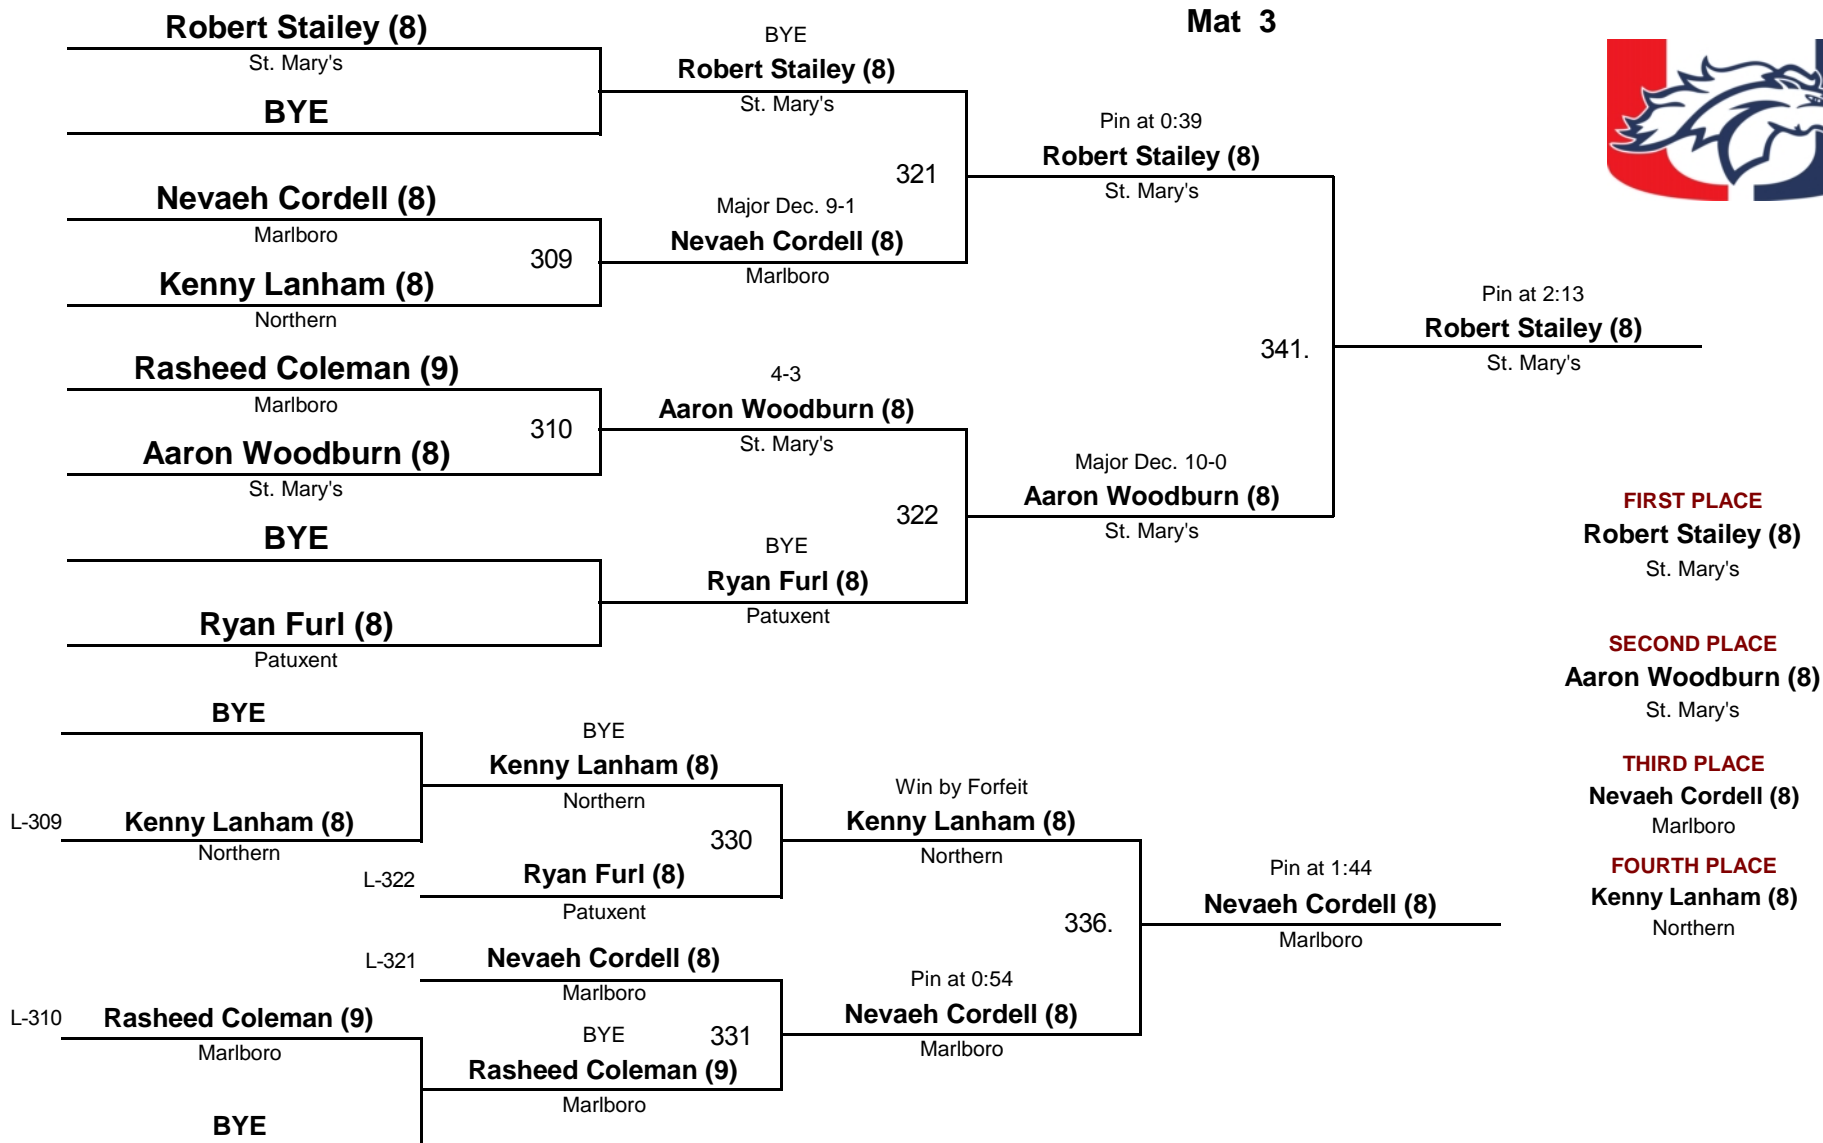 Mat 3
Robert Stailey (8)
St. Mary's
BYE
Nevaeh Cordell (8)
Marlboro
309
Kenny Lanham (8)
Northern
Rasheed Coleman (9)
Marlboro
310
Aaron Woodburn (8)
St. Mary's
BYE
Ryan Furl (8)
Patuxent
BYE
Robert Stailey (8)
St. Mary's
321
Major Dec. 9-1
Nevaeh Cordell (8)
Marlboro
4-3
Aaron Woodburn (8)
St. Mary's
322
BYE
Ryan Furl (8)
Patuxent
Pin at 0:39
Robert Stailey (8)
St. Mary's
341.
Major Dec. 10-0
Aaron Woodburn (8)
St. Mary's
Pin at 2:13
Robert Stailey (8)
St. Mary's
FIRST PLACE
Robert Stailey (8)
St. Mary's
SECOND PLACE
Aaron Woodburn (8)
St. Mary's
THIRD PLACE
Nevaeh Cordell (8)
Marlboro
FOURTH PLACE
Kenny Lanham (8)
Northern
BYE
L-309
Kenny Lanham (8)
Northern
L-310
Rasheed Coleman (9)
Marlboro
BYE
BYE
Kenny Lanham (8)
Northern
330
L-322
Ryan Furl (8)
Patuxent
L-321
Nevaeh Cordell (8)
Marlboro
BYE
331
Rasheed Coleman (9)
Marlboro
Win by Forfeit
Kenny Lanham (8)
Northern
336.
Pin at 0:54
Nevaeh Cordell (8)
Marlboro
Pin at 1:44
Nevaeh Cordell (8)
Marlboro